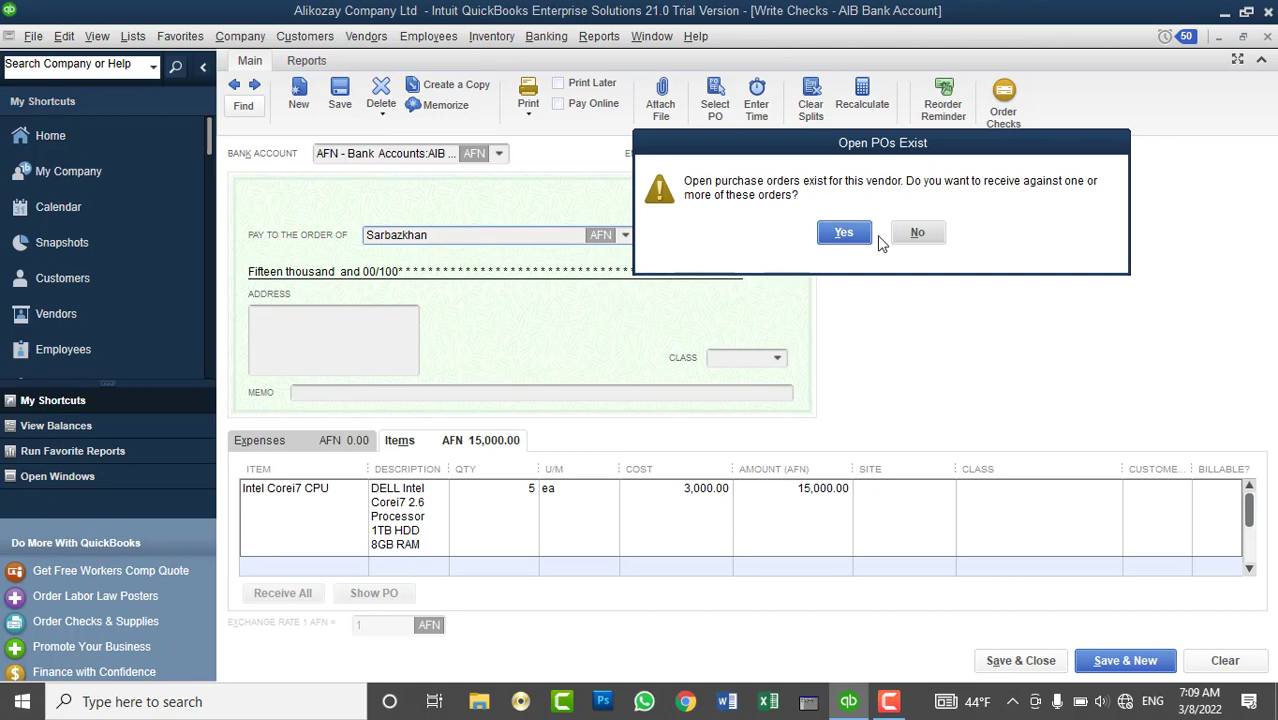 Alikozay Company Ltd - Intuit QuickBooks Enterprise Solutions 21.0 Trial Version - [Write Checks - AIB Bank Account]
File Edit View Lists Favorites Company Customers Vendors Employees Inventory Banking Reports Window Help 50
Search Company or Help
My Shortcuts
Home
My Company
Calendar
Snapshots
Customers
Vendors
Employees
My Shortcuts
View Balances
Run Favorite Reports
Open Windows
Do More With QuickBooks
Get Free Workers Comp Quote
Order Labor Law Posters
Order Checks & Supplies
Promote Your Business
Finance with Confidence
Main Reports
Find
New
Save
Delete
Create a Copy
Memorize
Print
Print Later
Pay Online
Attach
File
Select
PO
Enter
Time
Clear
Splits
Recalculate
Reorder
Reminder
Order
Checks
BANK ACCOUNT AFN - Bank Accounts:AIB ... AFN
Open POs Exist
Open purchase orders exist for this vendor. Do you want to receive against one or
more of these orders?
Yes No
PAY TO THE ORDER OF Sarbazkhan AFN
Fifteen thousand and 00/100* * * * * * * * * * * * * * * * * * * * * * * * * * * * * *
ADDRESS
CLASS
MEMO
Expenses AFN 0.00 Items AFN 15,000.00
ITEM DESCRIPTION QTY U/M COST AMOUNT (AFN) SITE CLASS CUSTOME... BILLABLE?
Intel Corei7 CPU DELL Intel 5 ea 3,000.00 15,000.00
Corei7 2.6
Processor
1TB HDD
8GB RAM
Receive All Show PO
EXCHANGE RATE 1 AFN = 1 AFN
Save & Close Save & New Clear
Type here to search
44°F ENG
7:09 AM
3/8/2022